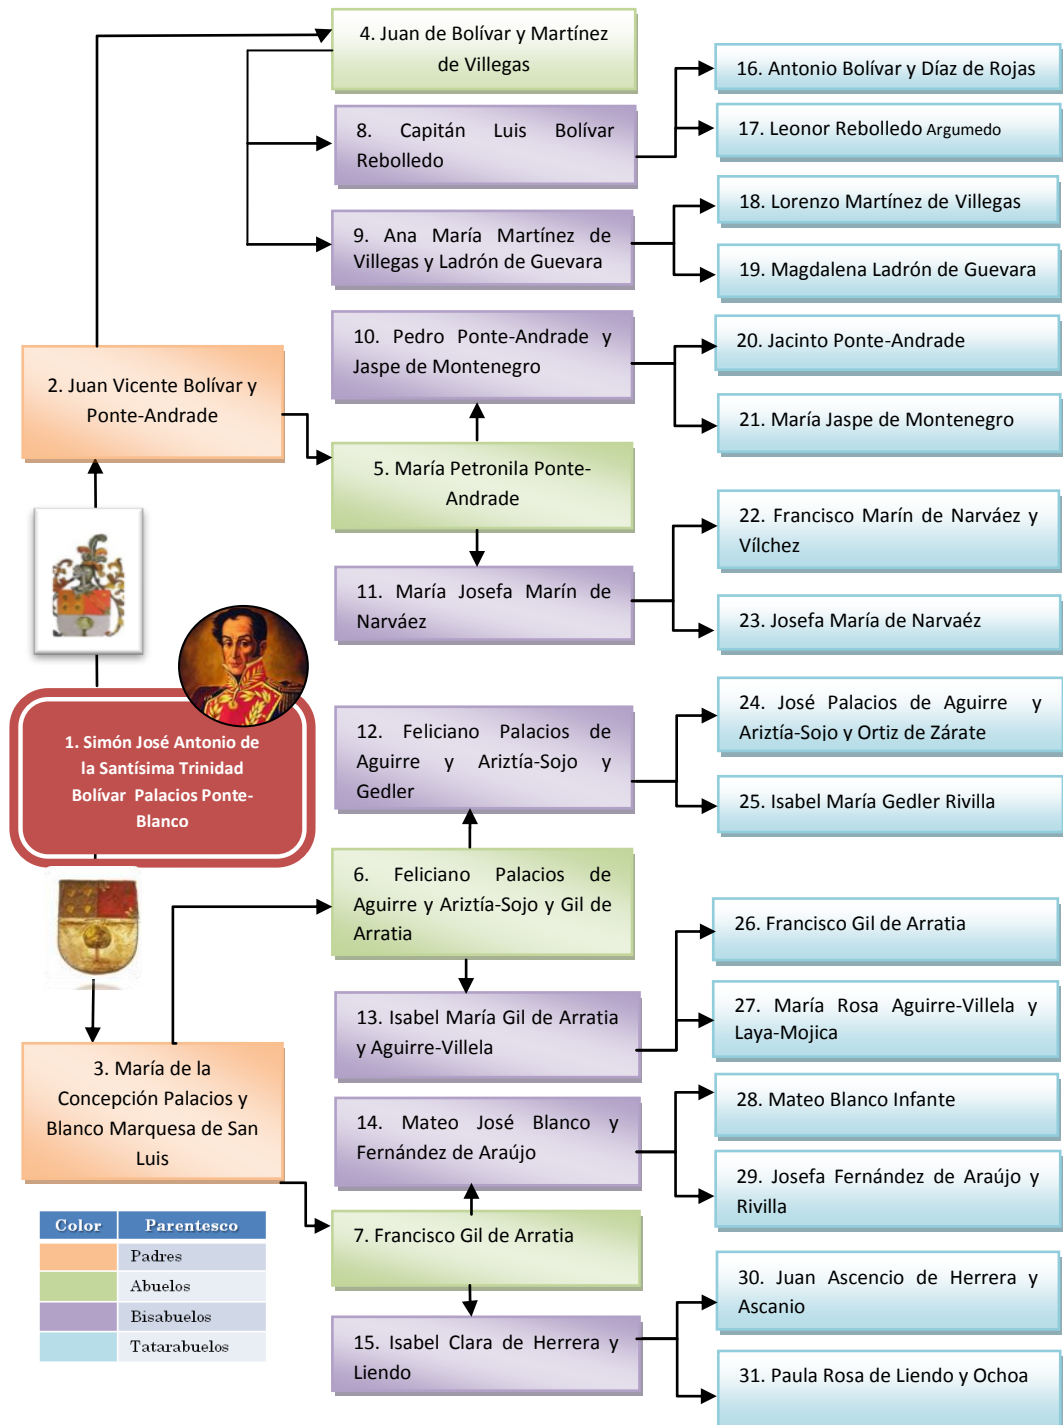 4. Juan de Bolívar y Martínez
de Villegas
16. Antonio Bolívar y Díaz de Rojas
8. Capitán Luis Bolívar
Rebolledo
17. Leonor Rebolledo Argumedo
18. Lorenzo Martínez de Villegas
9. Ana María Martínez de
Villegas y Ladrón de Guevara
19. Magdalena Ladrón de Guevara
10. Pedro Ponte-Andrade y
Jaspe de Montenegro
20. Jacinto Ponte-Andrade
2. Juan Vicente Bolívar y
Ponte-Andrade
21. María Jaspe de Montenegro
5. María Petronila Ponte-
Andrade
22. Francisco Marín de Narváez y
Vílchez
11. María Josefa Marín de
Narváez
23. Josefa María de Narvaéz
24. José Palacios de Aguirre y
Ariztía-Sojo y Ortiz de Zárate
1. Simón José Antonio de
la Santísima Trinidad
Bolívar Palacios Ponte-
Blanco
12. Feliciano Palacios de
Aguirre y Ariztía-Sojo y
Gedler
25. Isabel María Gedler Rivilla
6. Feliciano Palacios de
Aguirre y Ariztía-Sojo y Gil de
Arratia
26. Francisco Gil de Arratia
13. Isabel María Gil de Arratia
y Aguirre-Villela
27. María Rosa Aguirre-Villela y
Laya-Mojica
3. María de la
Concepción Palacios y
Blanco Marquesa de San
Luis
28. Mateo Blanco Infante
14. Mateo José Blanco y
Fernández de Araújo
29. Josefa Fernández de Araújo y
Rivilla
7. Francisco Gil de Arratia
30. Juan Ascencio de Herrera y
Ascanio
15. Isabel Clara de Herrera y
Liendo
31. Paula Rosa de Liendo y Ochoa
Color Parentesco
Padres
Abuelos
Bisabuelos
Tatarabuelos